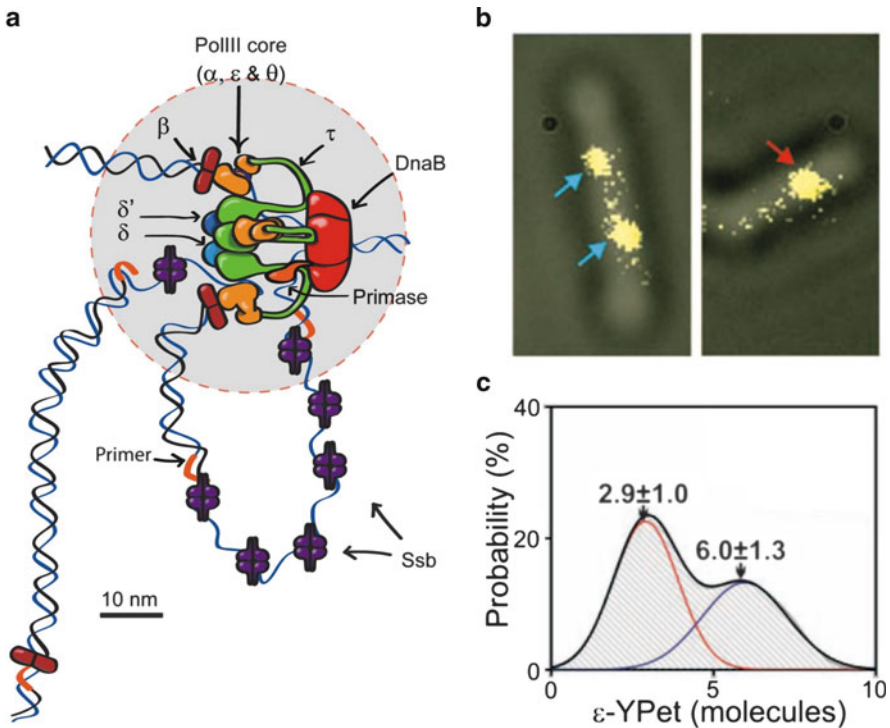 a
PolIII core
(α, ε & θ)
β
τ
DnaB
δ’
δ
Primase
Primer
Ssb
10 nm
b
c
Probability (%)
40
20
0
2.9±1.0
6.0±1.3
0
5
10
ε-YPet (molecules)